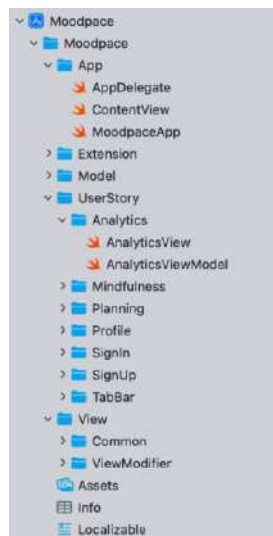 Moodpace
Moodpace
App
AppDelegate
ContentView
MoodpaceApp
Extension
Model
UserStory
Analytics
AnalyticsView
AnalyticsViewModel
Mindfulness
Planning
Profile
SignIn
SignUp
TabBar
View
Common
ViewModifier
Assets
Info
Localizable